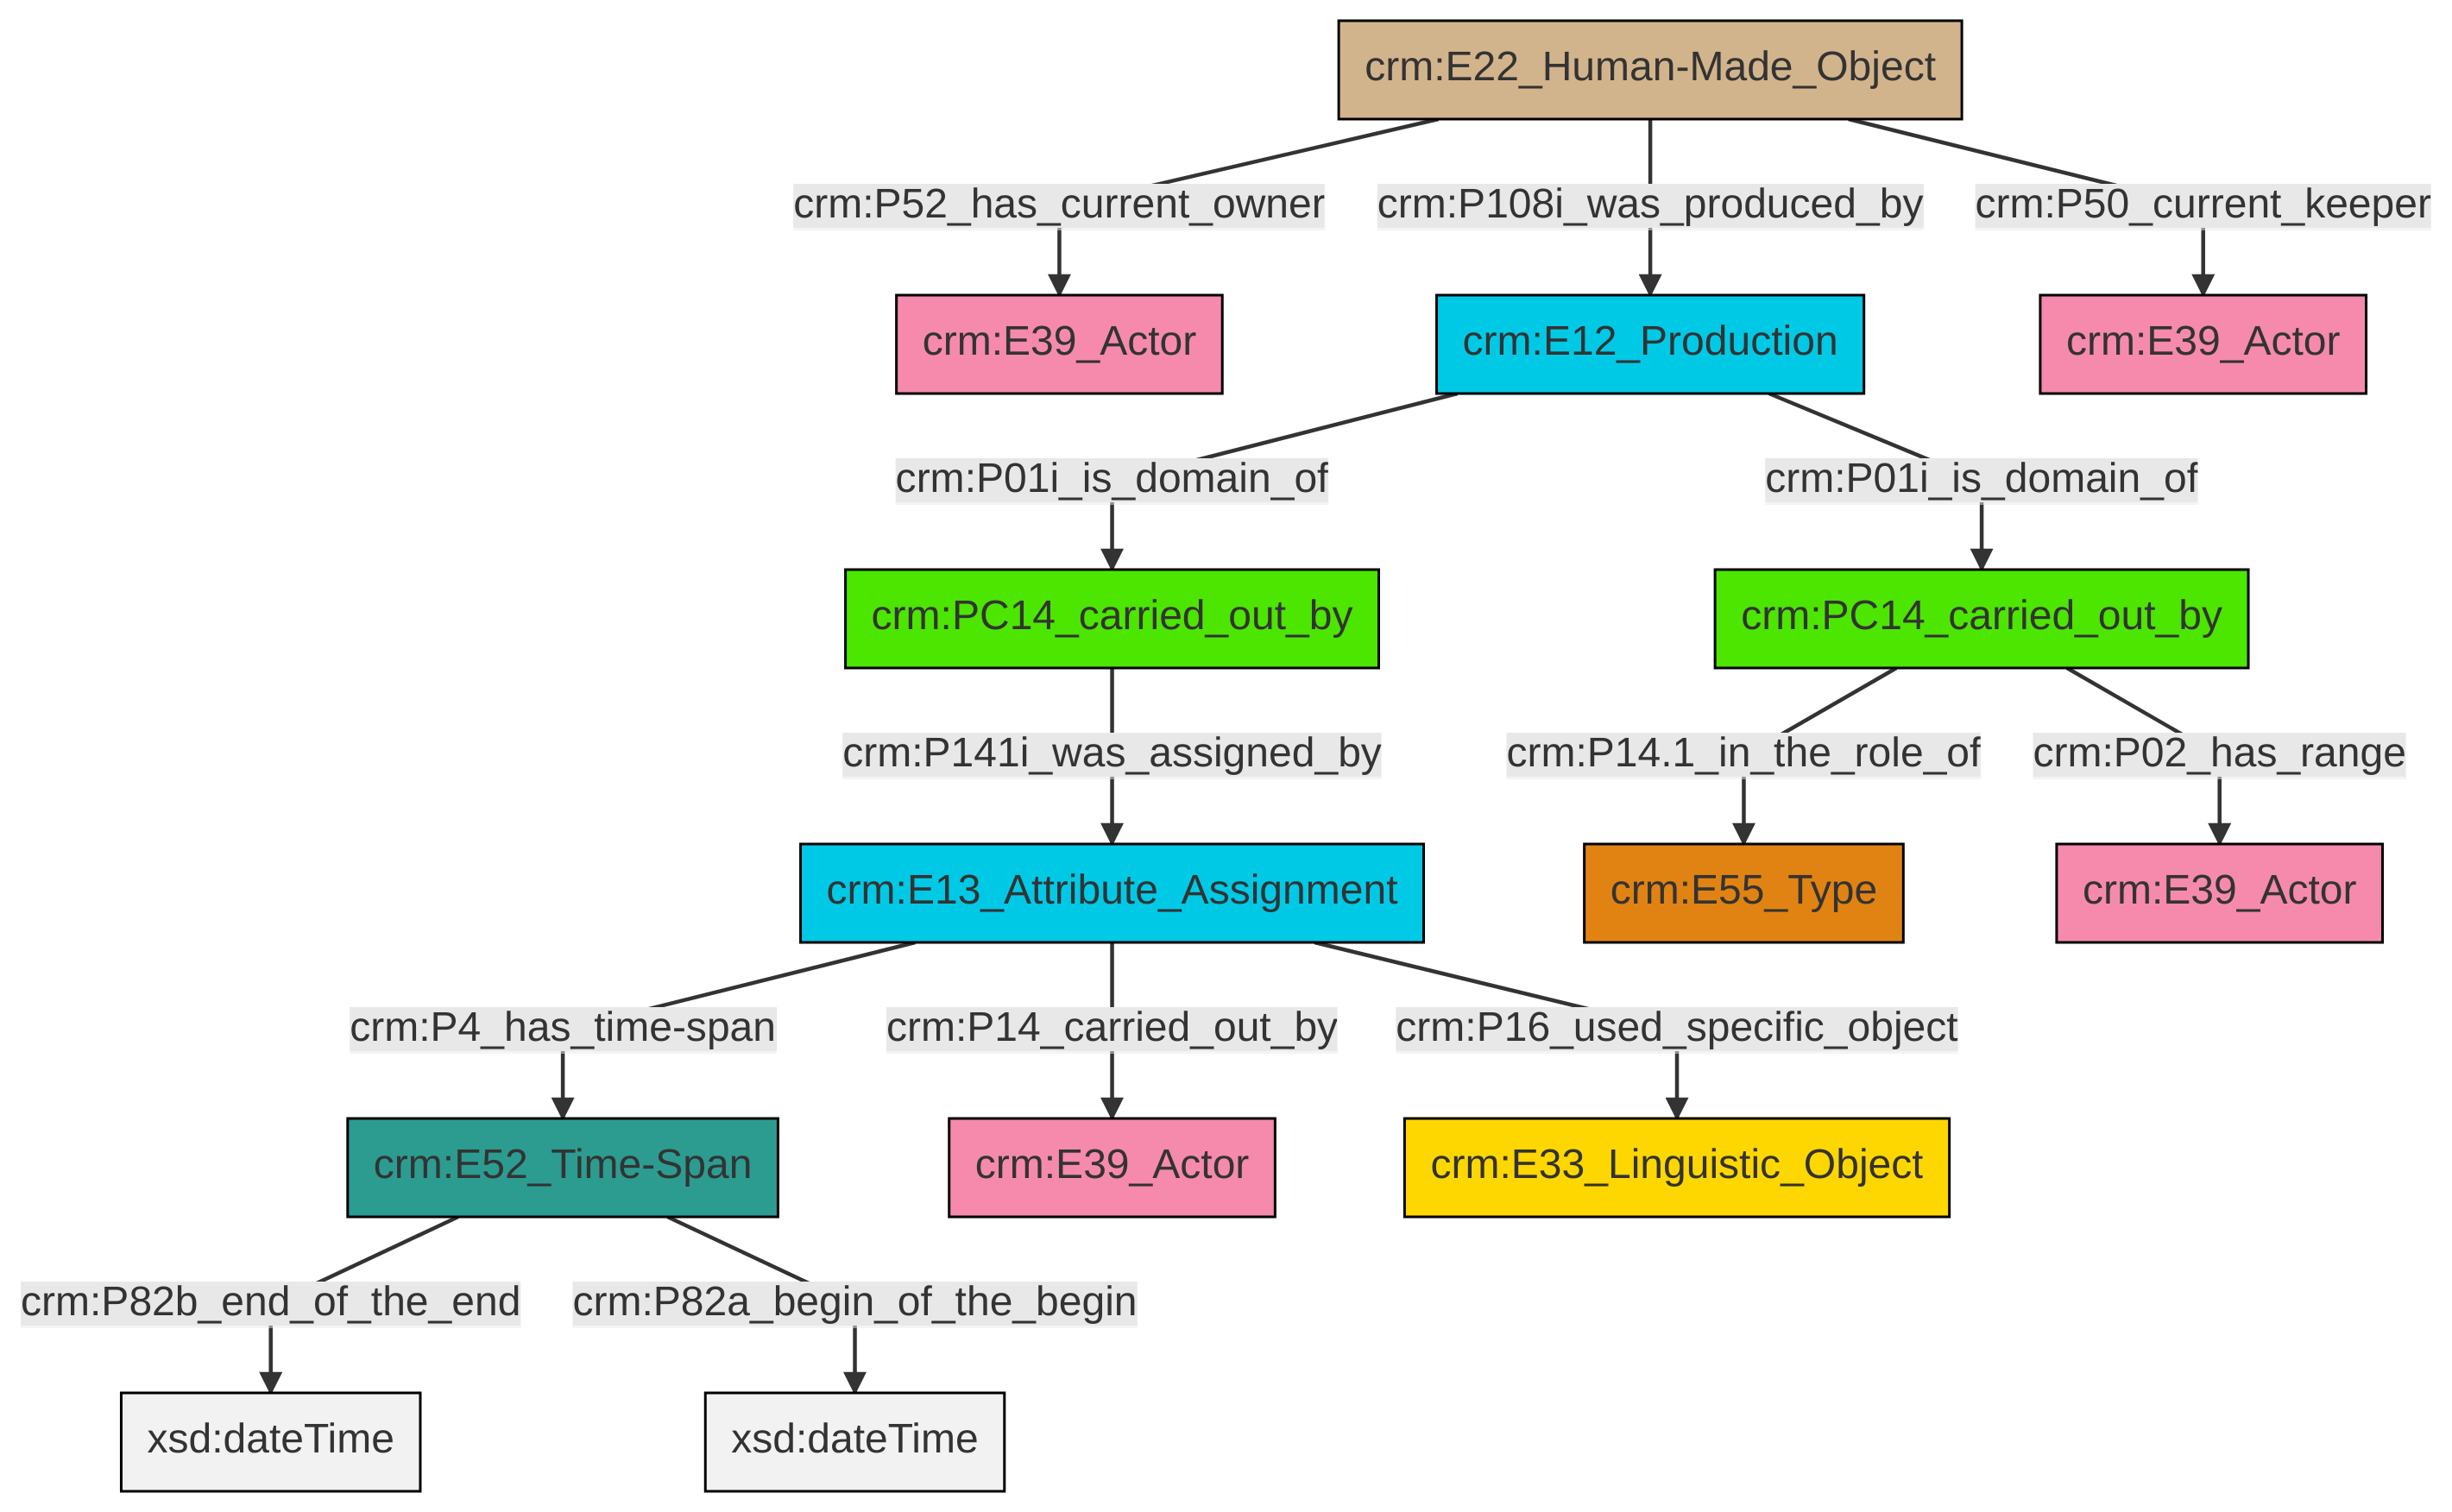 crm:E22_Human-Made_Object
crm:P52_has_current_owner
crm:P108i_was_produced_by
crm:P50_current_keeper
crm:E39_Actor
crm:E12_Production
crm:E39_Actor
crm:P01i_is_domain_of
crm:P01i_is_domain_of
crm:PC14_carried_out_by
crm:PC14_carried_out_by
crm:P141i_was_assigned_by
crm:P14.1_in_the_role_of
crm:P02_has_range
crm:E13_Attribute_Assignment
crm:E55_Type
crm:E39_Actor
crm:P4_has_time-span
crm:P14_carried_out_by
crm:P16_used_specific_object
crm:E52_Time-Span
crm:E39_Actor
crm:E33_Linguistic_Object
crm:P82b_end_of_the_end
crm:P82a_begin_of_the_begin
xsd:dateTime
xsd:dateTime